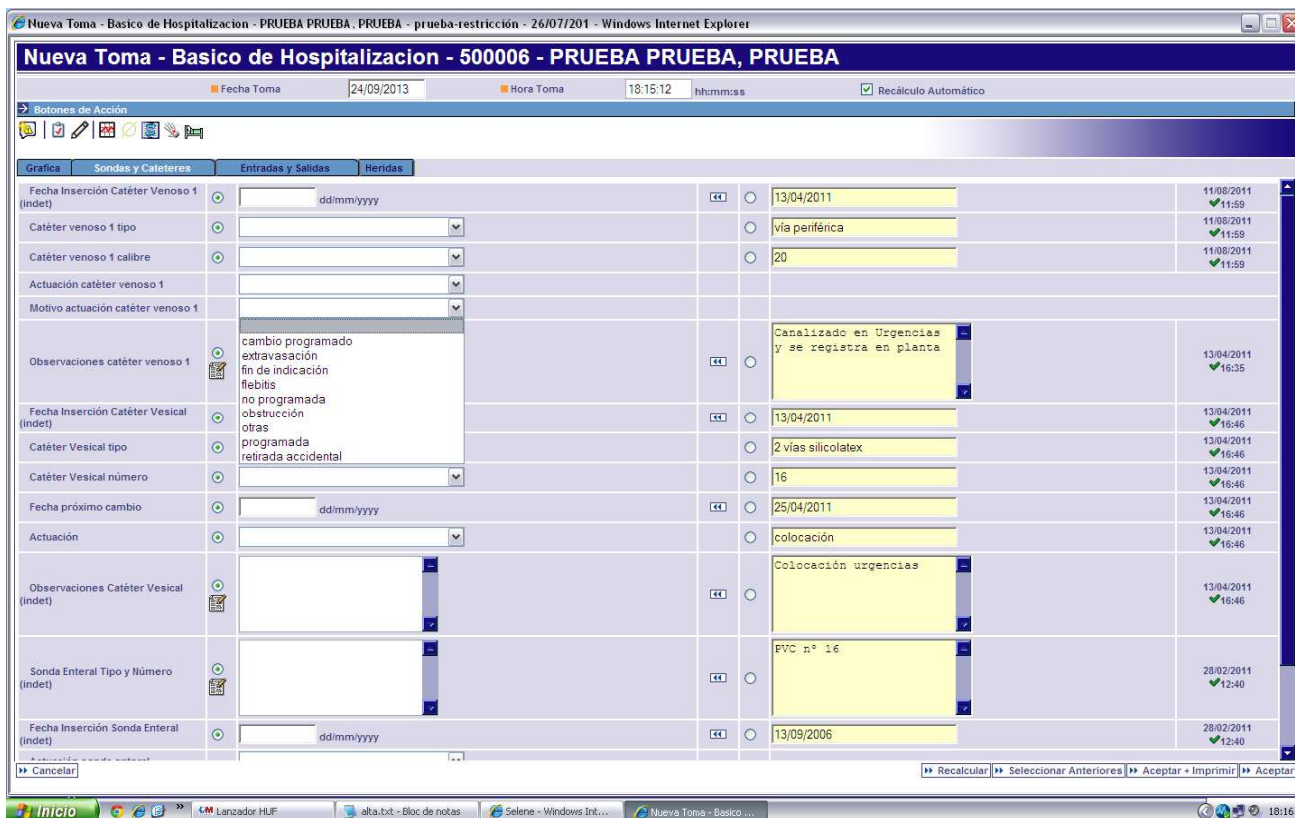 Nueva Toma - Basico de Hospitalizacion - PRUEBA PRUEBA, PRUEBA - prueba-restricción - 26/07/201 - Windows Internet Explorer
Nueva Toma - Basico de Hospitalizacion - 500006 - PRUEBA PRUEBA, PRUEBA
Fecha Toma 24/09/2013 Hora Toma 18:15:12 hh:mm:ss Recálculo Automático
Botones de Acción
Grafica Sondas y Cateteres Entradas y Salidas Heridas
Fecha Inserción Catéter Venoso 1 (indet) dd/mm/yyyy 13/04/2011 11/08/2011 11:59
Catéter venoso 1 tipo vía periférica 11/08/2011 11:59
Catéter venoso 1 calibre 20 11/08/2011 11:59
Actuación catéter venoso 1
Motivo actuación catéter venoso 1
cambio programado
extravasación
fin de indicación
flebitis
no programada
obstrucción
otras
programada
retirada accidental
Observaciones catéter venoso 1
Canalizado en Urgencias
y se registra en planta
13/04/2011 16:35
Fecha Inserción Catéter Vesical (indet) 13/04/2011 13/04/2011 16:46
Catéter Vesical tipo 2 vías silicolatex 13/04/2011 16:46
Catéter Vesical número 16 13/04/2011 16:46
Fecha próximo cambio dd/mm/yyyy 25/04/2011 13/04/2011 16:46
Actuación colocación 13/04/2011 16:46
Observaciones Catéter Vesical (indet) Colocación urgencias 13/04/2011 16:46
Sonda Enteral Tipo y Número (indet) PVC nº 16 28/02/2011 12:40
Fecha Inserción Sonda Enteral (indet) dd/mm/yyyy 13/09/2006 28/02/2011 12:40
Cancelar Recalcular Seleccionar Anteriores Aceptar + Imprimir Aceptar
Inicio Lanzador HUF alta.txt - Bloc de notas Selene - Windows Int... Nueva Toma - Basico ... 18:16